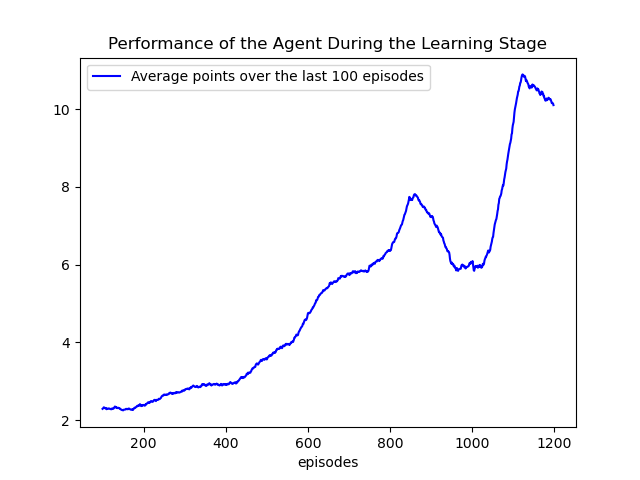 Performance of the Agent During the Learning Stage
Average points over the last 100 episodes
10
8
6
4
2
200 400 600 800 1000 1200
episodes